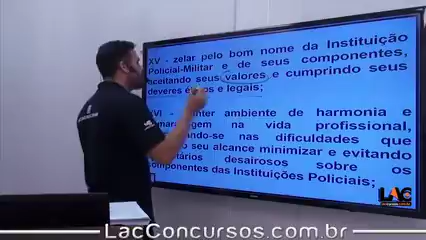 XV - zelar pelo bom nome da Instituição
Policial-Militar e de seus componentes,
aceitando seus valores e cumprindo seus
deveres éticos e legais;
ambiente de harmonia e
na vida profissional,
nas dificuldades que
seu alcance minimizar e evitando
desairosos sobre os
componentes das Instituições Policiais;
LAC
LacConcursos.com.br